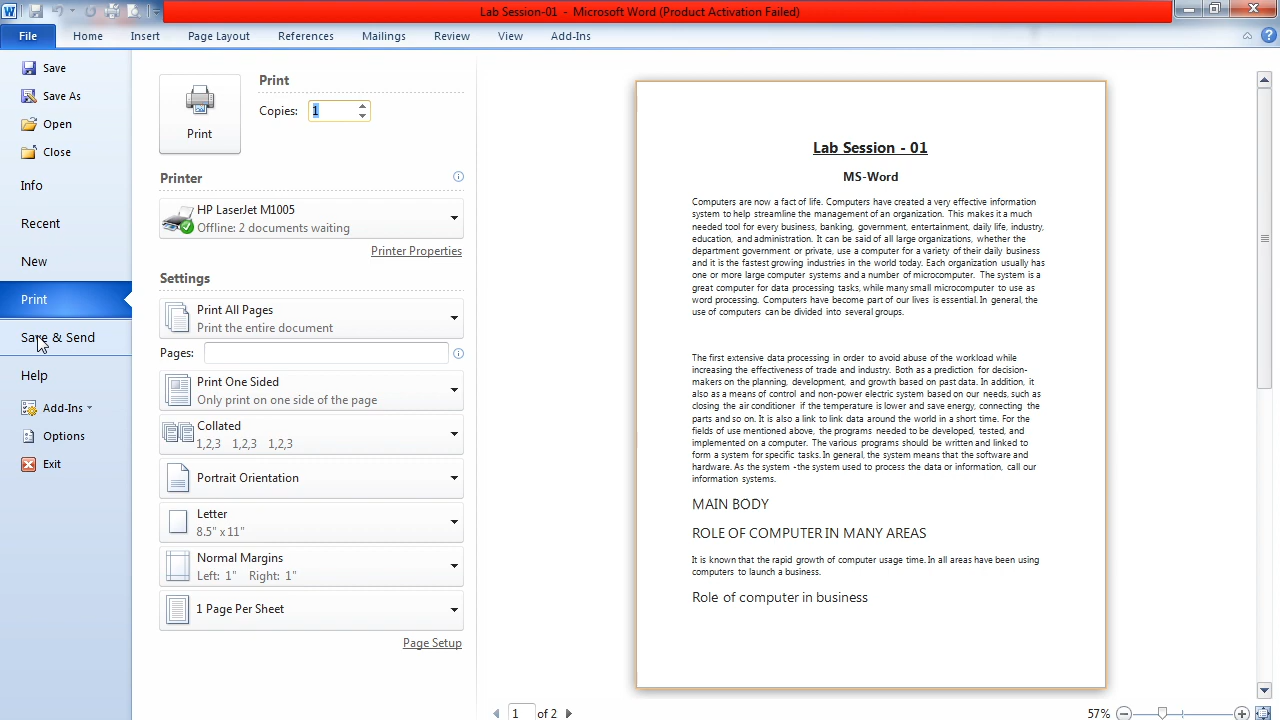 Lab Session-01 - Microsoft Word (Product Activation Failed)
File Home Insert Page Layout References Mailings Review View Add-Ins
Save
Save As
Open
Close
Info
Recent
New
Print
Save & Send
Help
Add-Ins
Options
Exit
Print
Print
Copies: 1
Printer
HP LaserJet M1005
Offline: 2 documents waiting
Printer Properties
Settings
Print All Pages
Print the entire document
Pages:
Print One Sided
Only print on one side of the page
Collated
1,2,3 1,2,3 1,2,3
Portrait Orientation
Letter
8.5" x 11"
Normal Margins
Left: 1" Right: 1"
1 Page Per Sheet
Page Setup
Lab Session - 01
MS-Word
Computers are now a fact of life. Computers have created a very effective information
system to help streamline the management of an organization. This makes it a much
needed tool for every business, banking, government, entertainment, daily life, industry,
education, and administration. It can be said of all large organizations, whether the
department government or private, use a computer for a variety of their daily business
and it is the fastest growing industries in the world today. Each organization usually has
one or more large computer systems and a number of microcomputer. The system is a
great computer for data processing tasks, while many small microcomputer to use as
word processing. Computers have become part of our lives is essential. In general, the
use of computers can be divided into several groups.
The first extensive data processing in order to avoid abuse of the workload while
increasing the effectiveness of trade and industry. Both as a prediction for decision-
makers on the planning, development, and growth based on past data. In addition, it
also as a means of control and non-power electric system based on our needs, such as
closing the air conditioner if the temperature is lower and save energy, connecting the
parts and so on. It is also a link to link data around the world in a short time. For the
fields of use mentioned above, the programs needed to be developed, tested, and
implemented on a computer. The various programs should be written and linked to
form a system for specific tasks. In general, the system means that the software and
hardware. As the system -the system used to process the data or information, call our
information systems.
MAIN BODY
ROLE OF COMPUTER IN MANY AREAS
It is known that the rapid growth of computer usage time. In all areas have been using
computers to launch a business.
Role of computer in business
1 of 2
57%